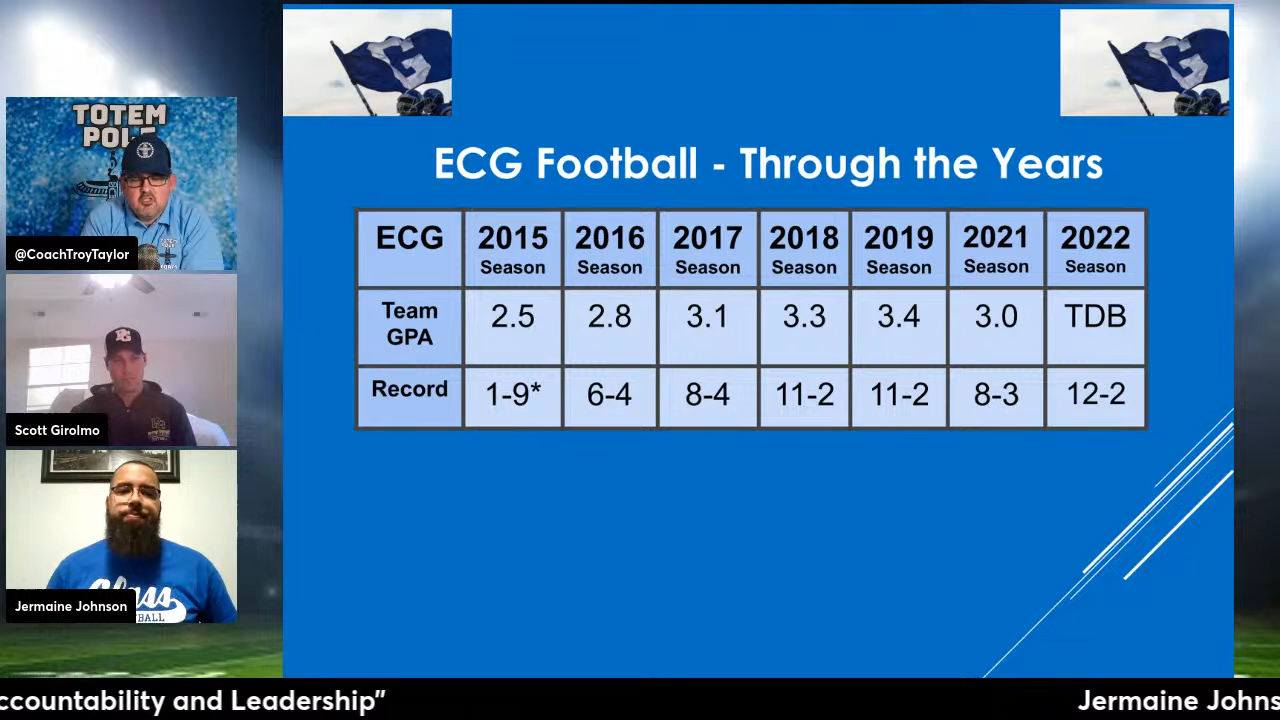 TOTEM
POLE
@CoachTroyTaylor
Scott Girolmo
Glass
BALL
Jermaine Johnson
G
G
ECG Football - Through the Years
ECG 2015 2016 2017 2018 2019 2021 2022
Season Season Season Season Season Season Season
Team GPA 2.5 2.8 3.1 3.3 3.4 3.0 TDB
Record 1-9* 6-4 8-4 11-2 11-2 8-3 12-2
ccountability and Leadership” Jermaine Johns